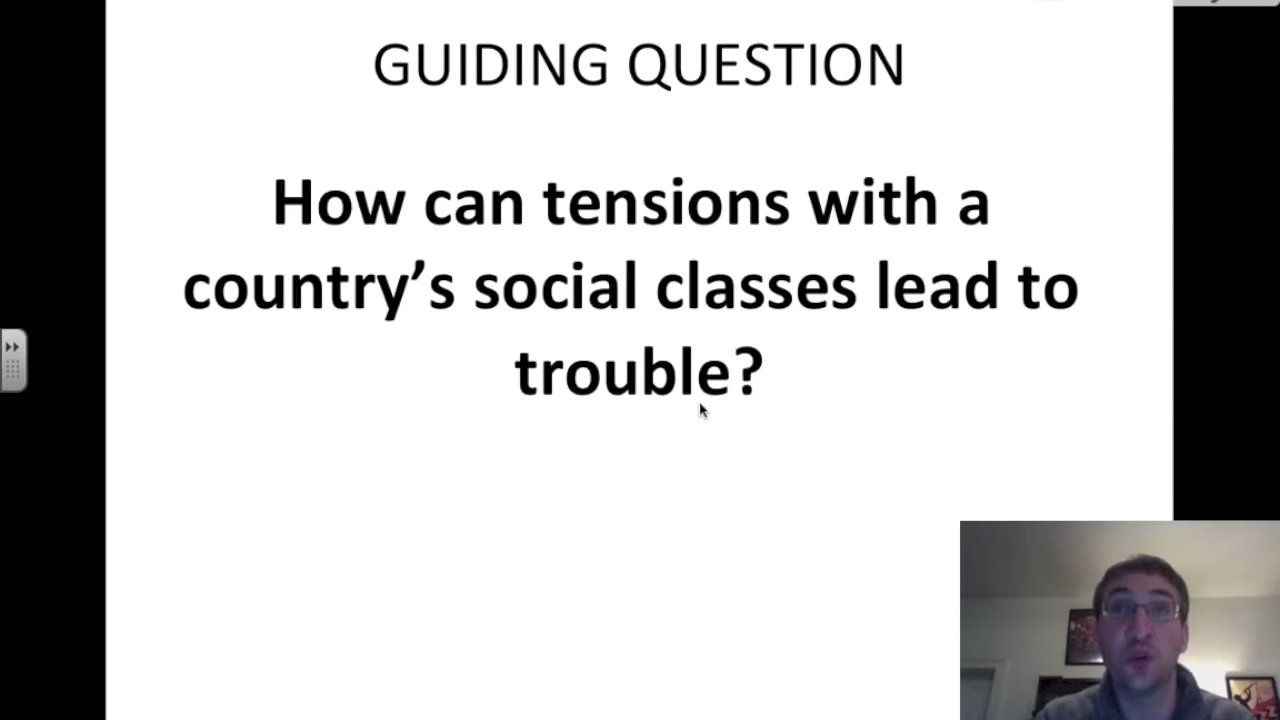 GUIDING QUESTION
How can tensions with a
country’s social classes lead to
trouble?